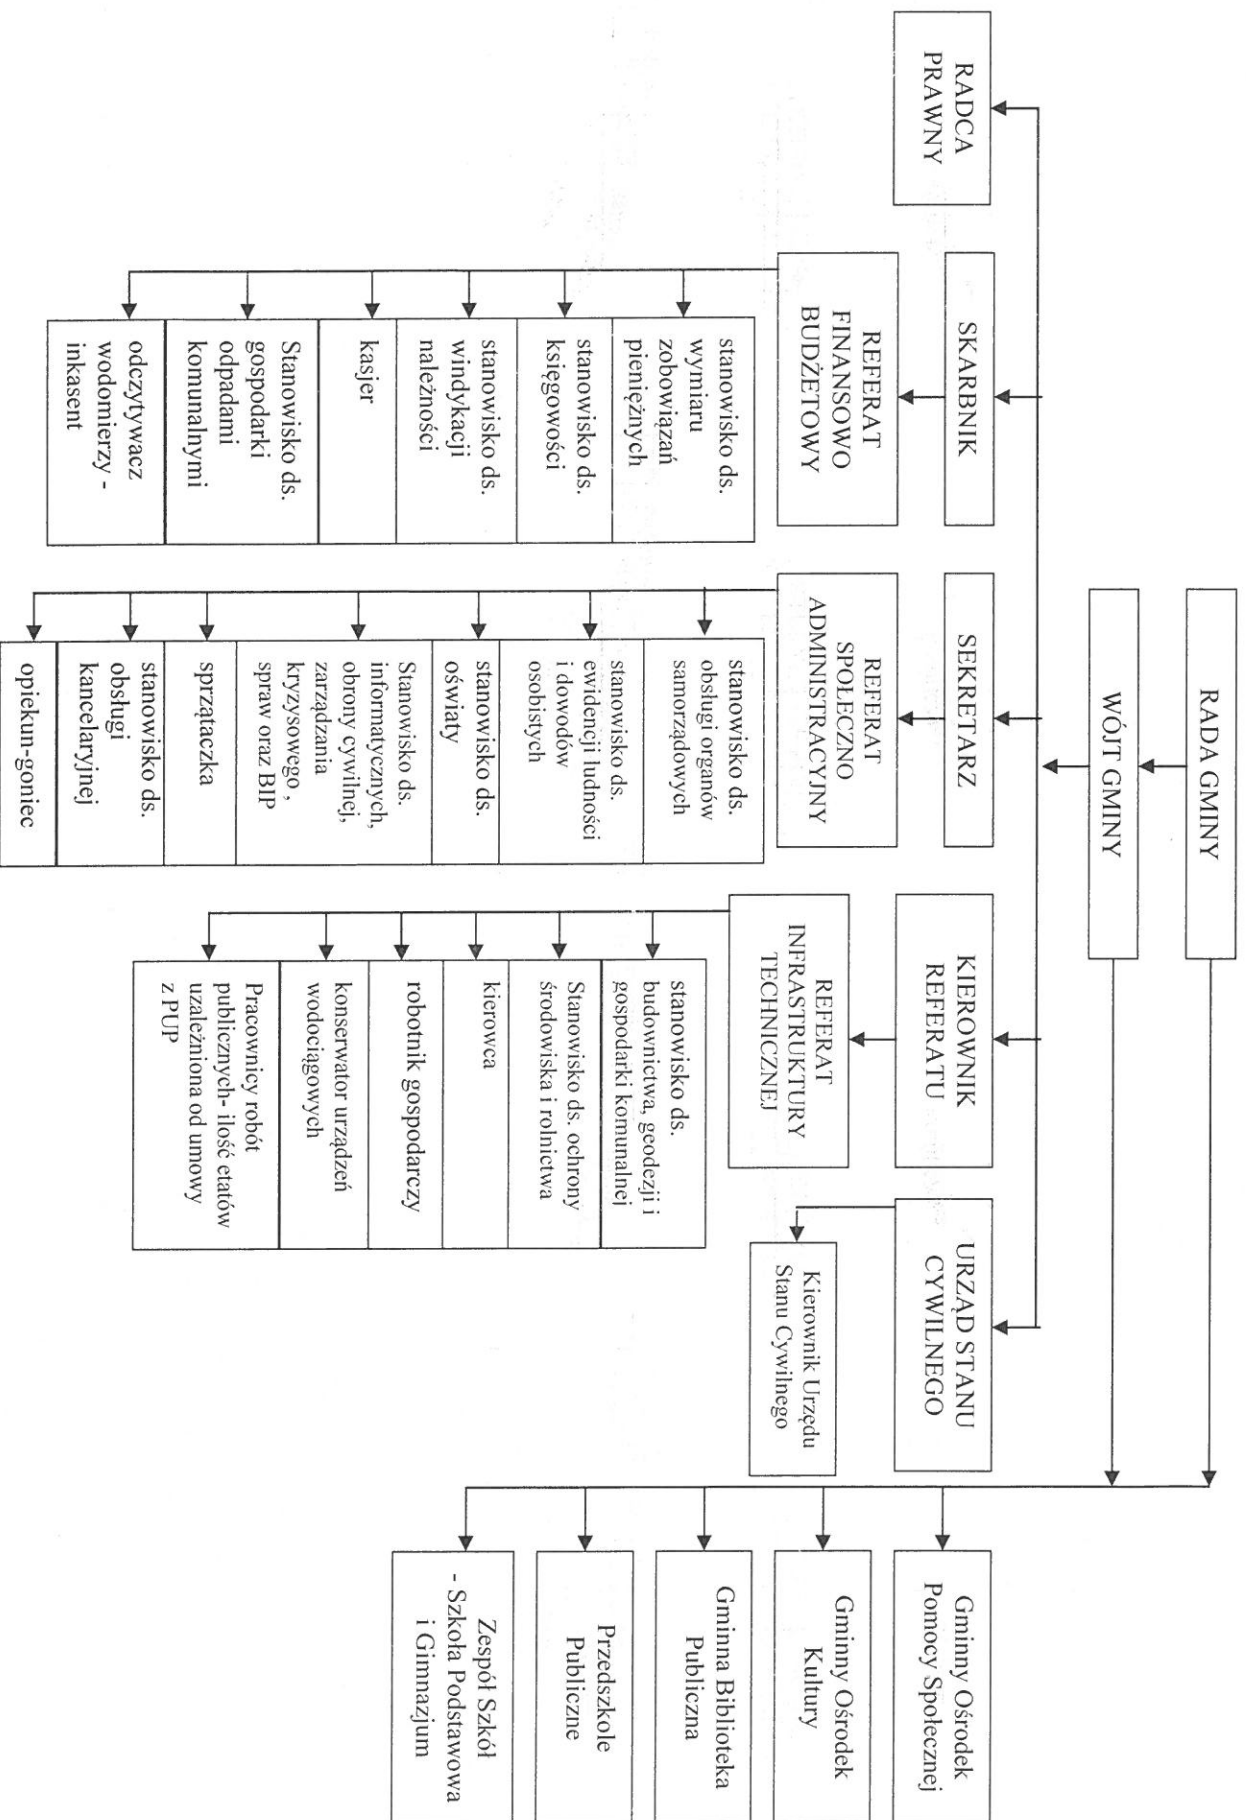 RADA GMINY
WÓJT GMINY
RADCA
PRAWNY
SKARBNIK
SEKRETARZ
KIEROWNIK
REFERATU
URZĄD STANU
CYWILNEGO
REFERAT
FINANSOWO
BUDŻETOWY
stanowisko ds.
wymiaru
zobowiązań
pieniężnych
stanowisko ds.
księgowości
stanowisko ds.
windykacji
należności
kasjer
Stanowisko ds.
gospodarki
odpadami
komunalnymi
odczytywacz
wodomierzy -
inkasent
REFERAT
SPOŁECZNO
ADMINISTRACYJNY
stanowisko ds.
obsługi organów
samorządowych
stanowisko ds.
ewidencji ludności
i dowodów
osobistych
stanowisko ds.
oświaty
Stanowisko ds.
informatycznych,
obrony cywilnej,
zarządzania
kryzysowego ,
spraw oraz BIP
sprzątaczka
stanowisko ds.
obsługi
kancelaryjnej
opiekun-goniec
REFERAT
INFRASTRUKTURY
TECHNICZNEJ
stanowisko ds.
budownictwa, geodezji i
gospodarki komunalnej
Stanowisko ds. ochrony
środowiska i rolnictwa
kierowca
robotnik gospodarczy
konserwator urządzeń
wodociągowych
Pracownicy robót
publicznych- ilość etatów
uzależniona od umowy
z PUP
Kierownik Urzędu
Stanu Cywilnego
Gminny Ośrodek
Pomocy Społecznej
Gminny Ośrodek
Kultury
Gminna Biblioteka
Publiczna
Przedszkole
Publiczne
Zespół Szkół
- Szkoła Podstawowa
i Gimnazjum